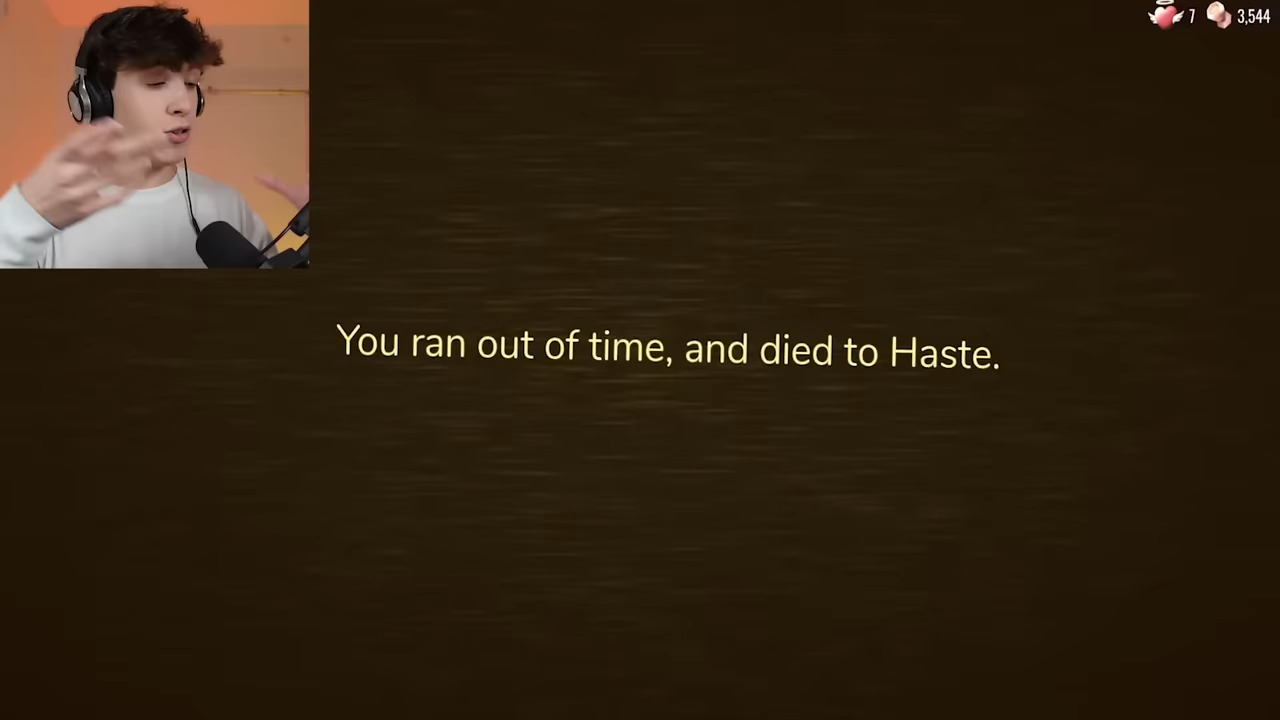 7 3,544
You ran out of time, and died to Haste.